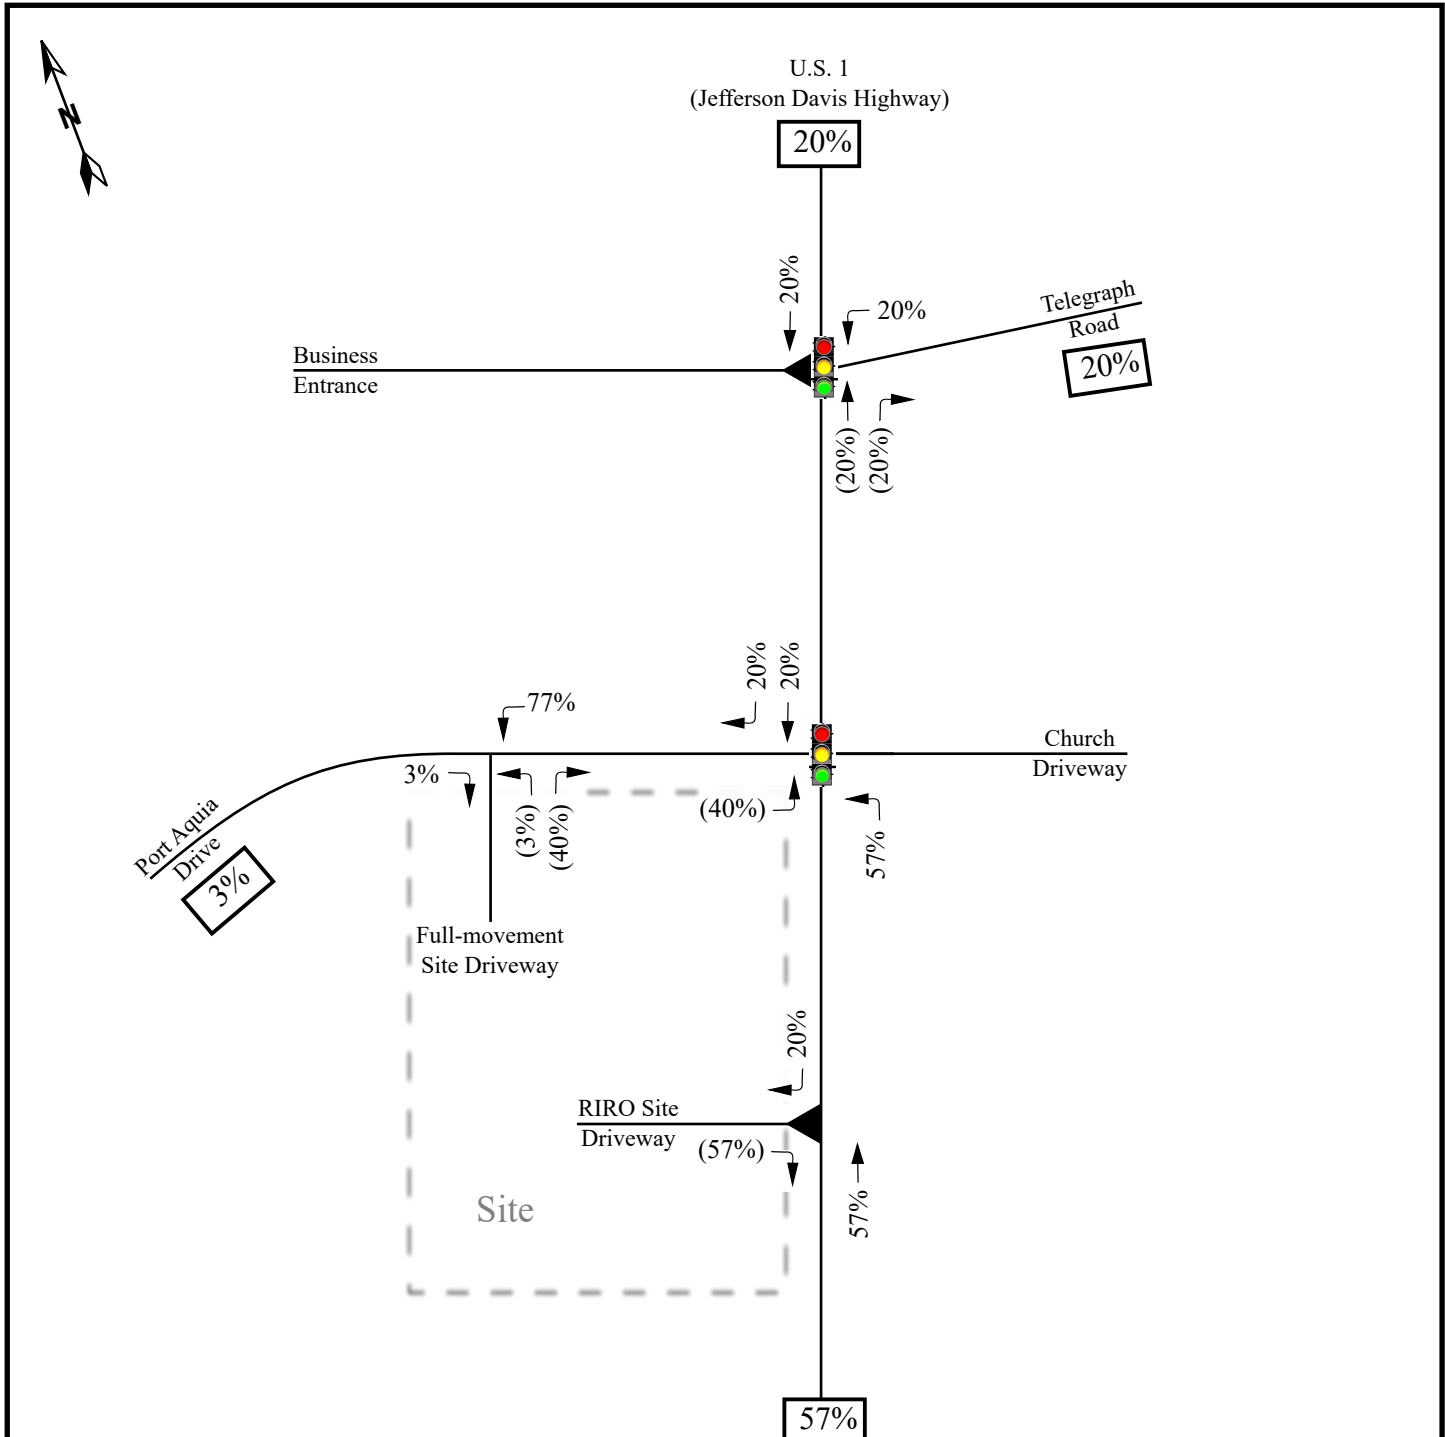 U.S. 1
(Jefferson Davis Highway)
20%
N
20%
20%
Telegraph
Road
20%
Business
Entrance
(20%)
(20%)
20%
20%
77%
Church
Driveway
3%
(3%)
(40%)
(40%)
57%
Port Aquia
Drive
3%
Full-movement
Site Driveway
20%
RIRO Site
Driveway
(57%)
57%
Site
57%